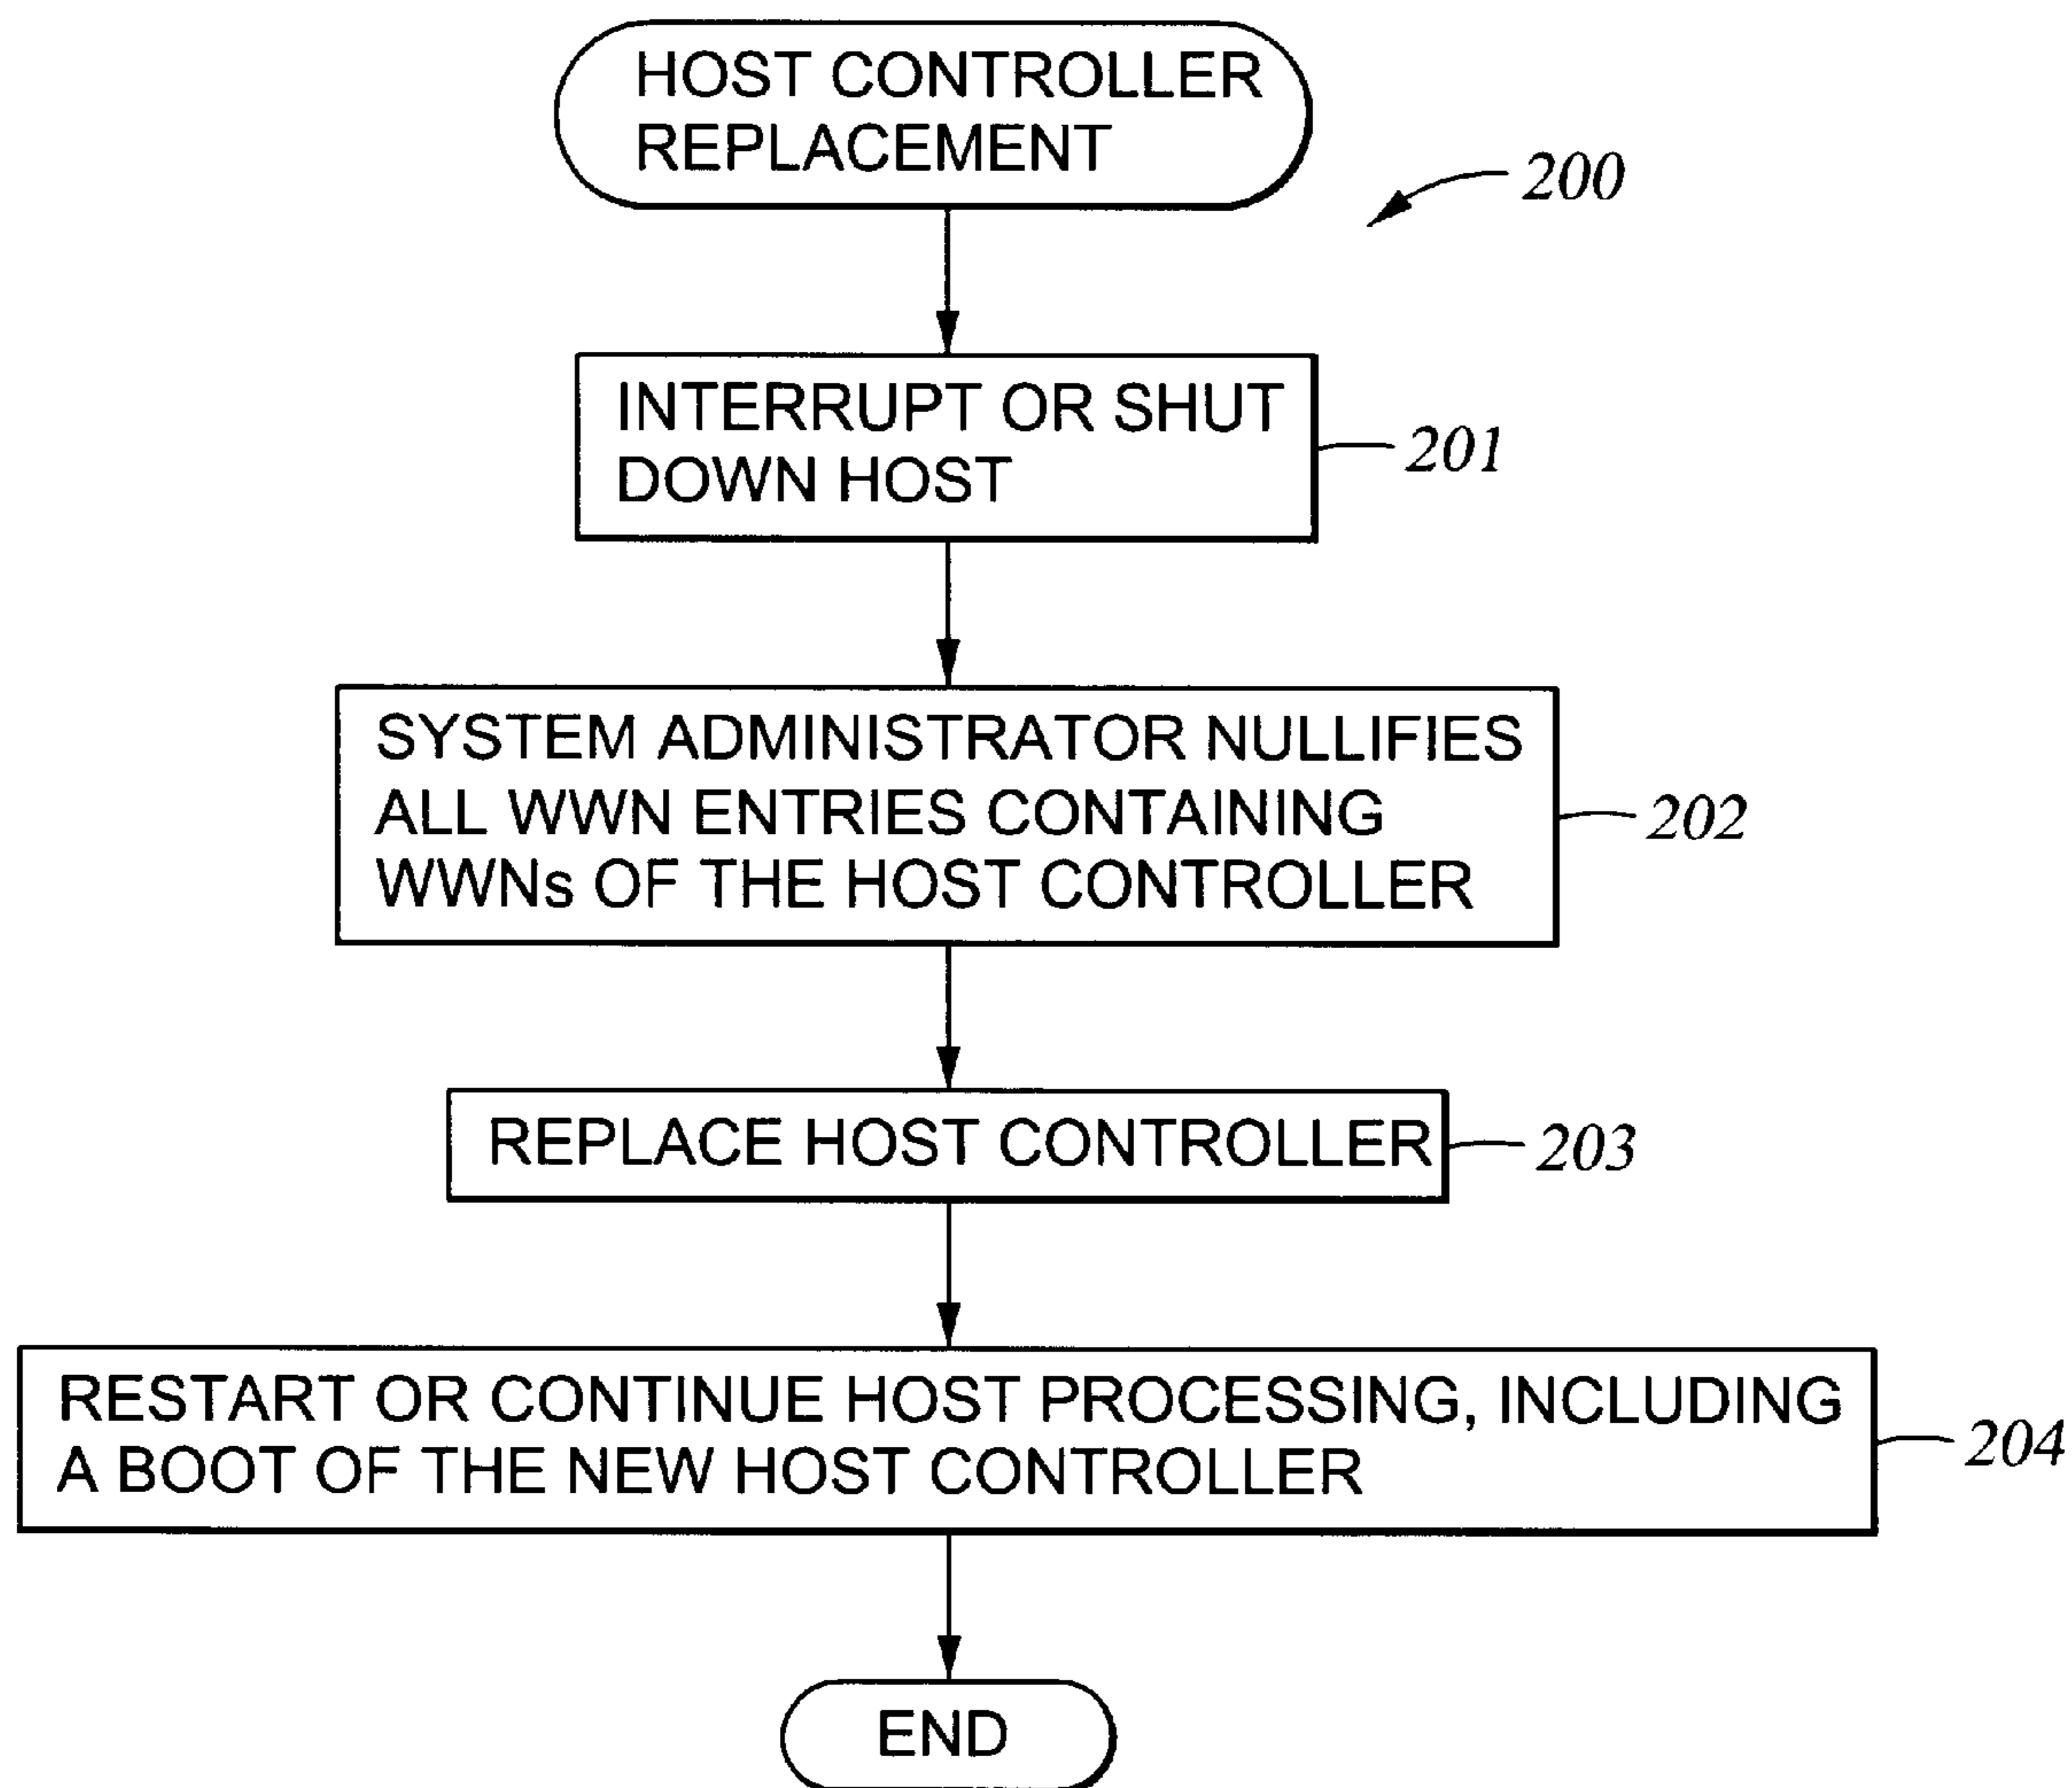 HOST CONTROLLER
REPLACEMENT
200
INTERRUPT OR SHUT
DOWN HOST
201
SYSTEM ADMINISTRATOR NULLIFIES
ALL WWN ENTRIES CONTAINING
WWNs OF THE HOST CONTROLLER
202
REPLACE HOST CONTROLLER
203
RESTART OR CONTINUE HOST PROCESSING, INCLUDING
A BOOT OF THE NEW HOST CONTROLLER
204
END